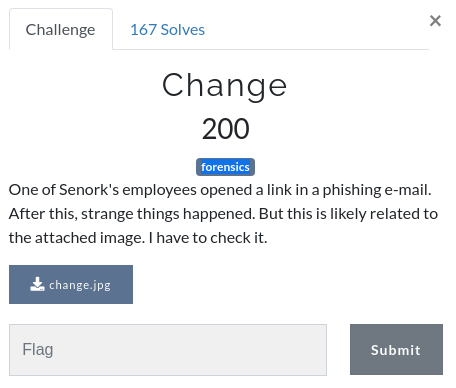 Challenge
167 Solves
×
Change
200
forensics
One of Senork's employees opened a link in a phishing e-mail.
After this, strange things happened. But this is likely related to
the attached image. I have to check it.
change.jpg
Flag
Submit